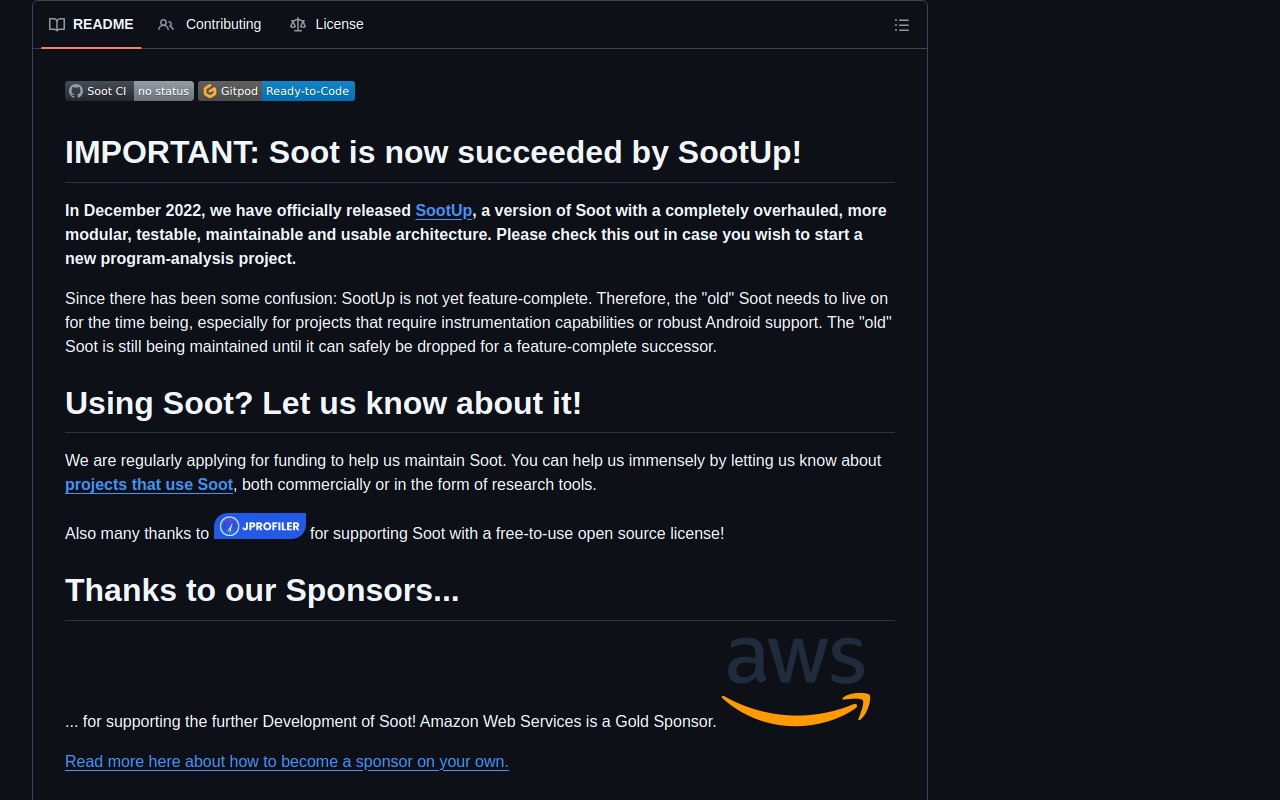 README Contributing License
Soot CI no status Gitpod Ready-to-Code
IMPORTANT: Soot is now succeeded by SootUp!
In December 2022, we have officially released SootUp, a version of Soot with a completely overhauled, more
modular, testable, maintainable and usable architecture. Please check this out in case you wish to start a
new program-analysis project.
Since there has been some confusion: SootUp is not yet feature-complete. Therefore, the "old" Soot needs to live on
for the time being, especially for projects that require instrumentation capabilities or robust Android support. The "old"
Soot is still being maintained until it can safely be dropped for a feature-complete successor.
Using Soot? Let us know about it!
We are regularly applying for funding to help us maintain Soot. You can help us immensely by letting us know about
projects that use Soot, both commercially or in the form of research tools.
Also many thanks to JPROFILER for supporting Soot with a free-to-use open source license!
Thanks to our Sponsors...
aws
... for supporting the further Development of Soot! Amazon Web Services is a Gold Sponsor.
Read more here about how to become a sponsor on your own.